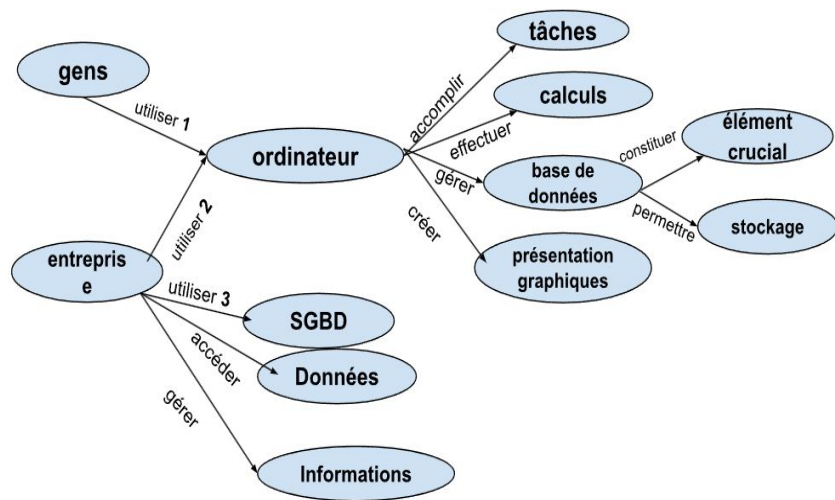 tâches
gens
accomplir
utiliser 1
calculs
effectuer
ordinateur
constituer
élément
crucial
gérer
base de
données
utiliser 2
créer
permettre
stockage
entrepris
e
présentation
graphiques
utiliser 3
SGBD
accéder
Données
gérer
Informations